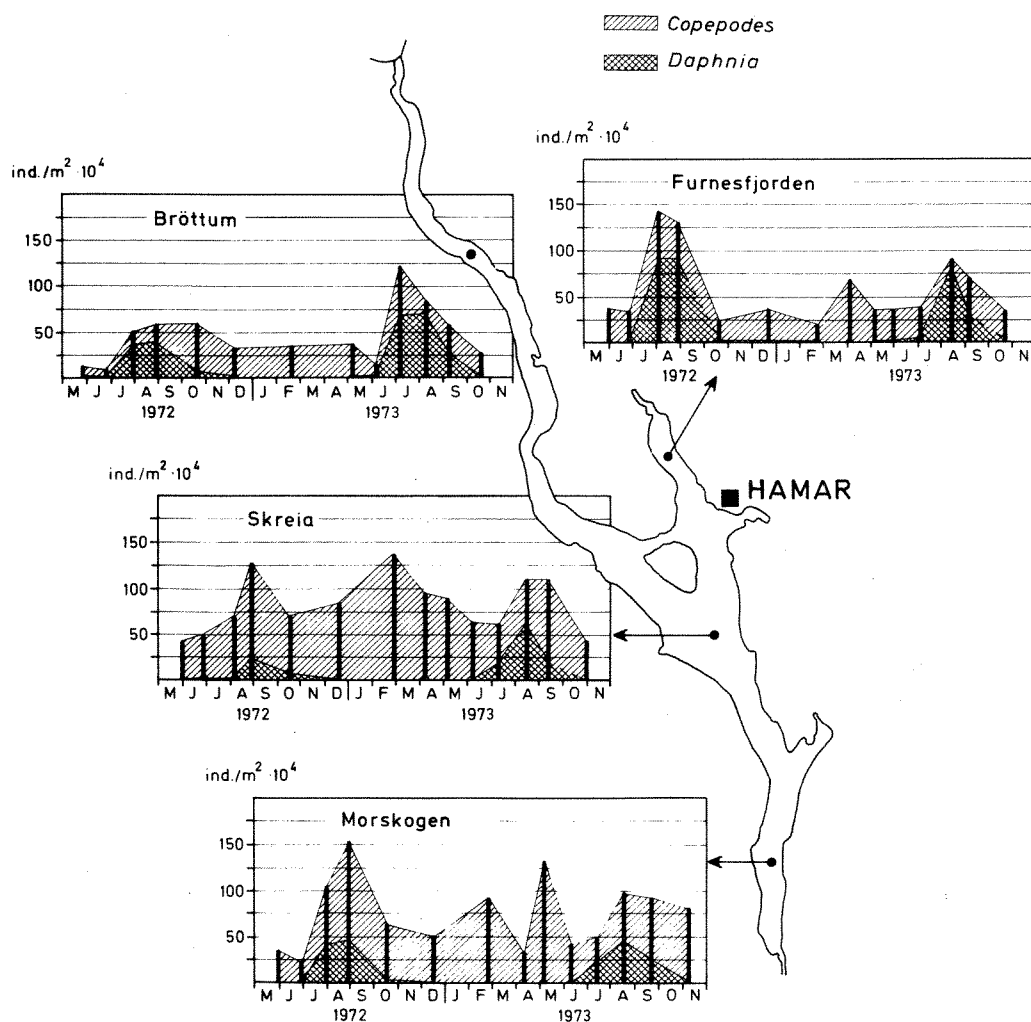 Copepodes
Daphnia
ind./m² ·10⁴
Bröttum
150
100
50
M J J A S O N D J F M A M J J A S O N
1972 1973
ind./m² ·10⁴
Furnesfjorden
150
100
50
M J J A S O N D J F M A M J J A S O N
1972 1973
HAMAR
ind./m² ·10⁴
Skreia
150
100
50
M J J A S O N D J F M A M J J A S O N
1972 1973
ind./m² ·10⁴
Morskogen
150
100
50
M J J A S O N D J F M A M J J A S O N
1972 1973